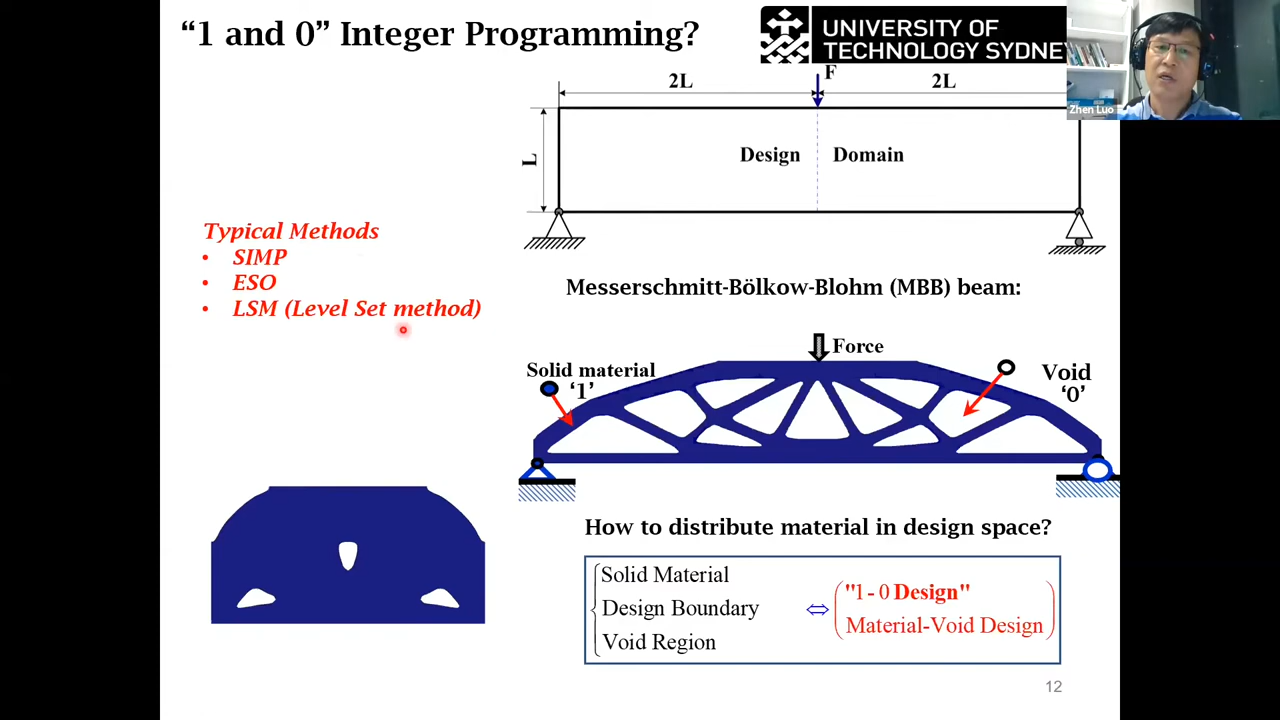 “1 and 0” Integer Programming?
UNIVERSITY OF
TECHNOLOGY SYDNEY
Zhen Luo
F
2L
2L
L
Design Domain
Typical Methods
• SIMP
• ESO
• LSM (Level Set method)
Messerschmitt-Bölkow-Blohm (MBB) beam:
Force
Solid material
‘1’
Void
‘0’
How to distribute material in design space?
Solid Material
Design Boundary
Void Region
⇔
"1 - 0 Design"
Material-Void Design
12